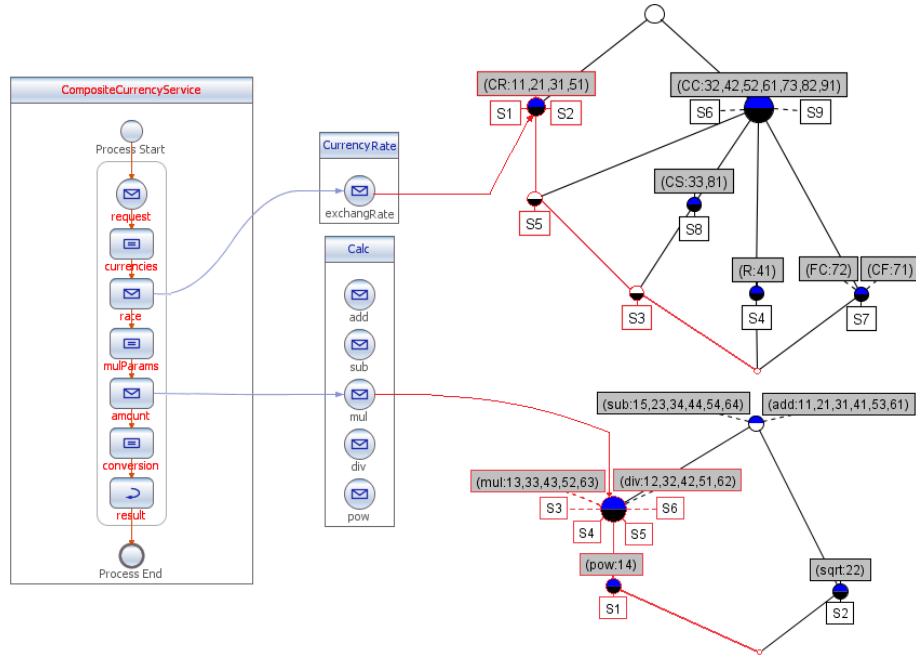 CompositeCurrencyService
Process Start
request
currencies
rate
mulParams
amount
conversion
result
Process End
CurrencyRate
exchangRate
Calc
add
sub
mul
div
pow
(CR:11,21,31,51)
S1
S2
(CC:32,42,52,61,73,82,91)
S6
S9
(CS:33,81)
S5
S8
(R:41)
(FC:72)
(CF:71)
S3
S4
S7
(sub:15,23,34,44,54,64)
(add:11,21,31,41,53,61)
(mul:13,33,43,52,63)
(div:12,32,42,51,62)
S3
S6
S4
S5
(pow:14)
S1
(sqrt:22)
S2